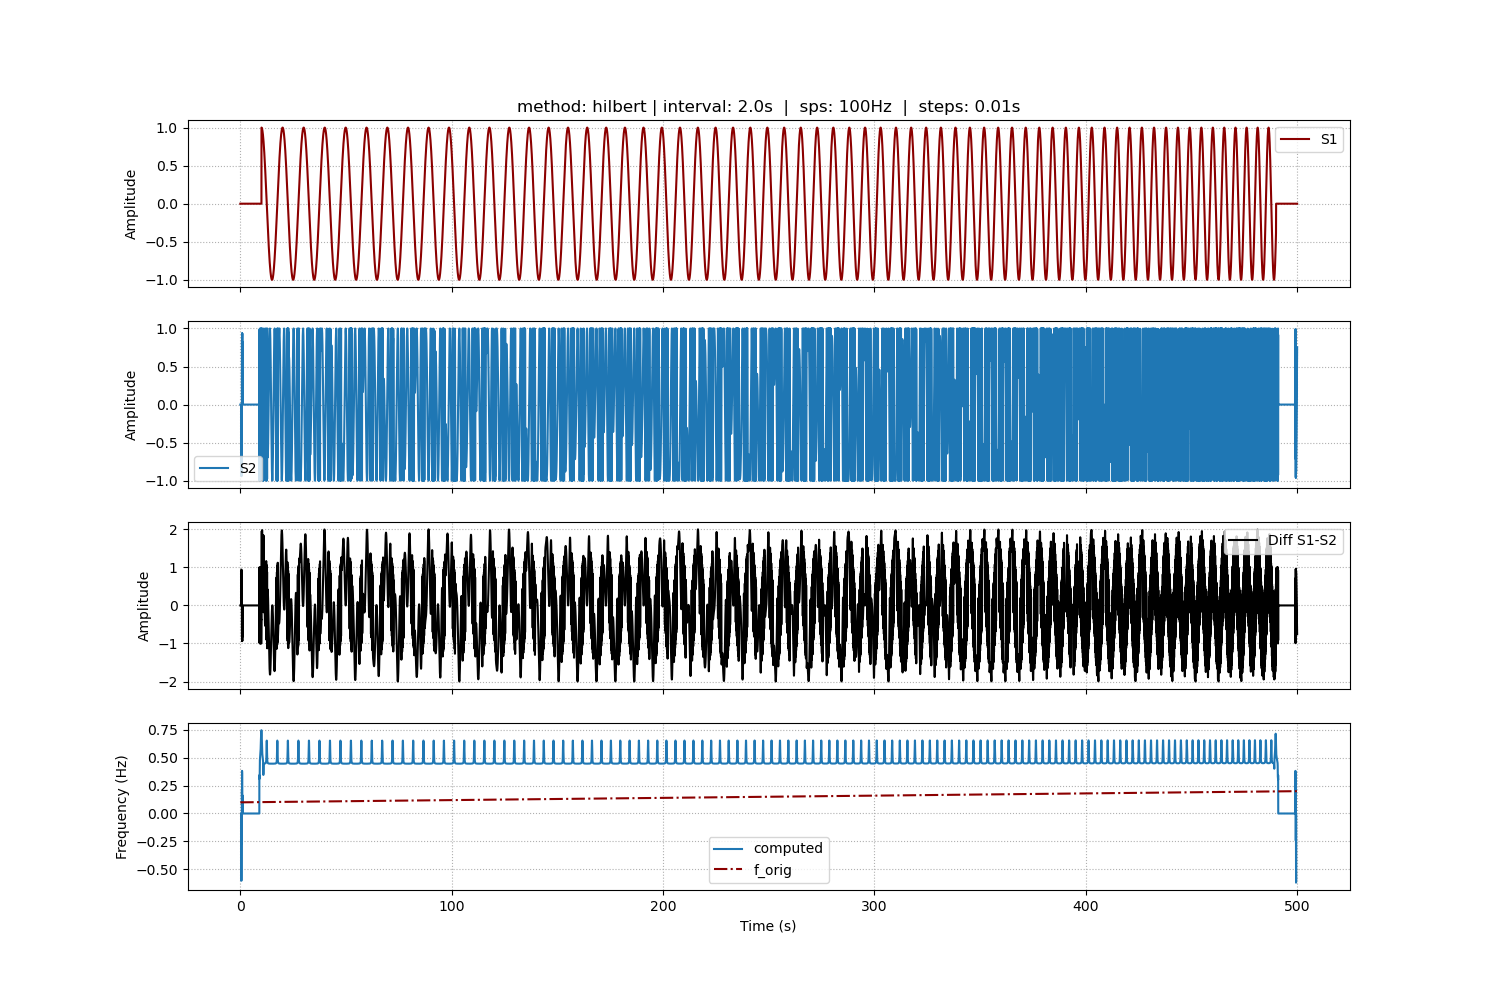 method: hilbert | interval: 2.0s | sps: 100Hz | steps: 0.01s
1.0
0.5
0.0
−0.5
−1.0
Amplitude
S1
1.0
0.5
0.0
−0.5
−1.0
Amplitude
S2
2
1
0
−1
−2
Amplitude
Diff S1-S2
0.75
0.50
0.25
0.00
−0.25
−0.50
Frequency (Hz)
computed
f_orig
0 100 200 300 400 500
Time (s)